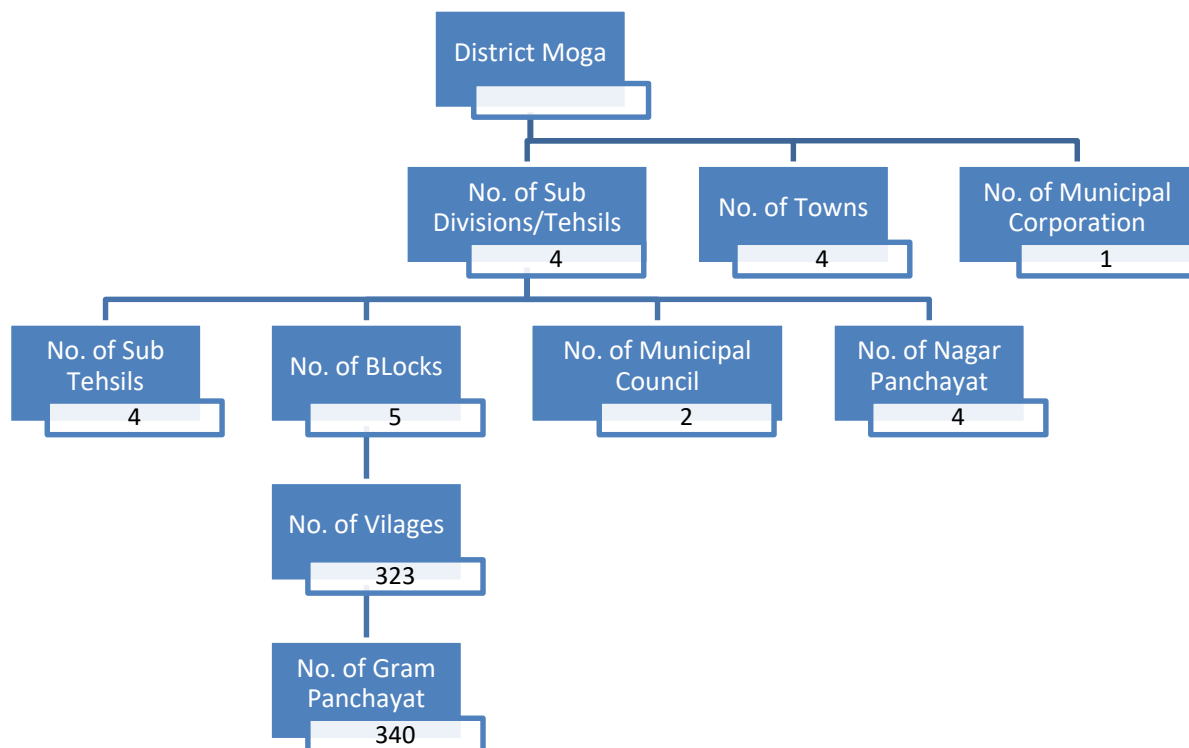 District Moga
No. of Sub
Divisions/Tehsils
4
No. of Towns
4
No. of Municipal
Corporation
1
No. of Sub
Tehsils
4
No. of BLocks
5
No. of Municipal
Council
2
No. of Nagar
Panchayat
4
No. of Vilages
323
No. of Gram
Panchayat
340